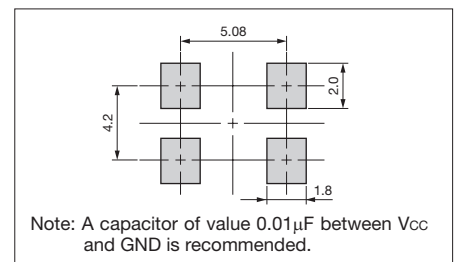 5.08
4.2
2.0
1.8
Note: A capacitor of value 0.01µF between Vcc
and GND is recommended.